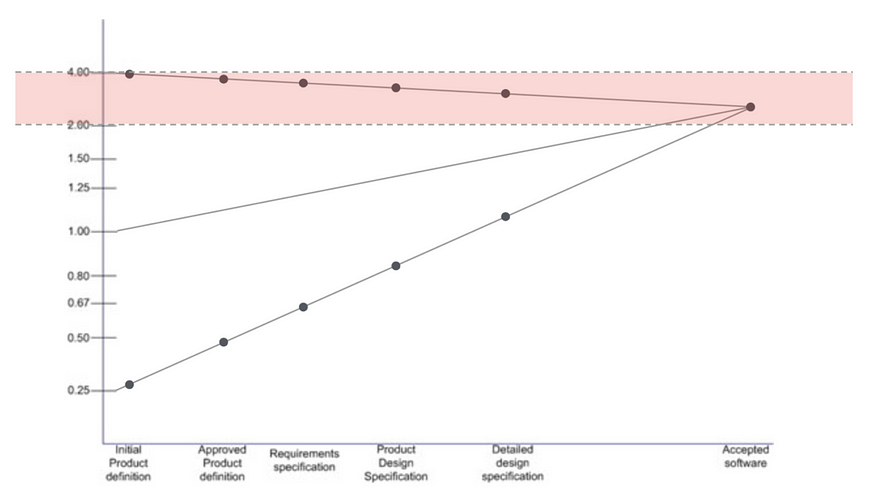 4.00
2.00
1.50
1.25
1.00
0.80
0.67
0.50
0.25
Initial
Product
definition
Approved
Product
definition
Requirements
specification
Product
Design
Specification
Detailed
design
specification
Accepted
software